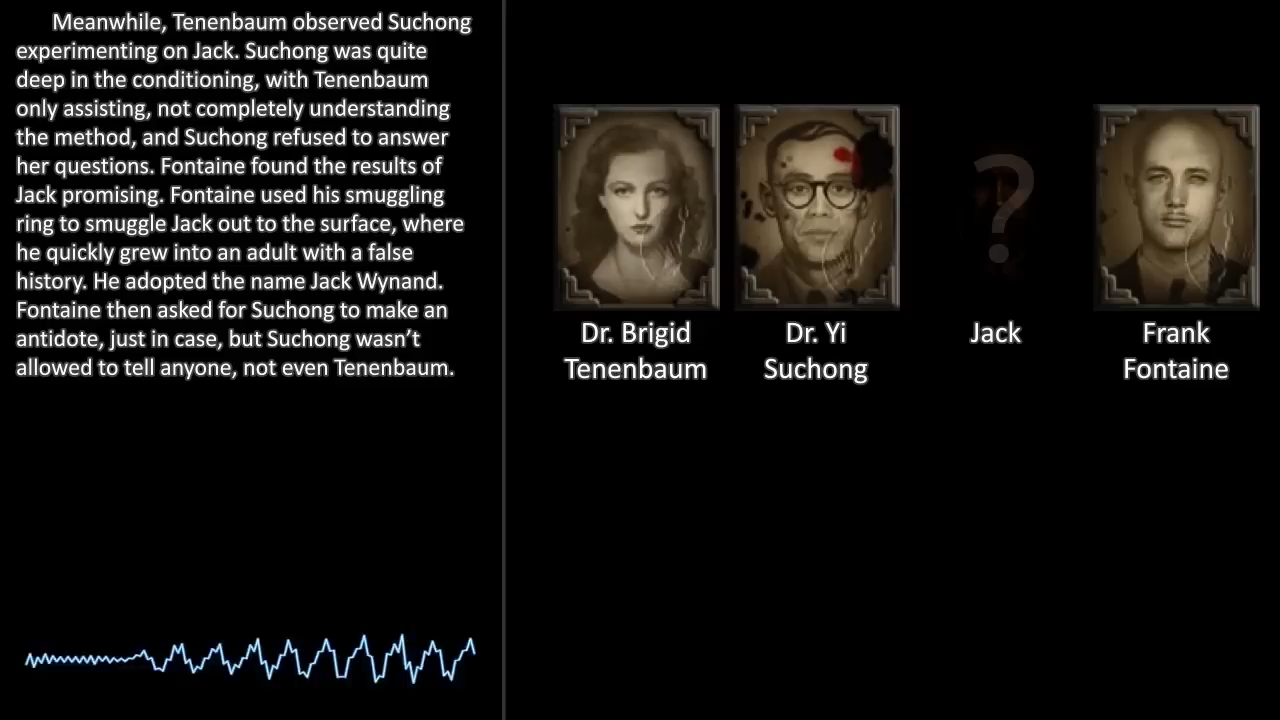 Meanwhile, Tenenbaum observed Suchong
experimenting on Jack. Suchong was quite
deep in the conditioning, with Tenenbaum
only assisting, not completely understanding
the method, and Suchong refused to answer
her questions. Fontaine found the results of
Jack promising. Fontaine used his smuggling
ring to smuggle Jack out to the surface, where
he quickly grew into an adult with a false
history. He adopted the name Jack Wynand.
Fontaine then asked for Suchong to make an
antidote, just in case, but Suchong wasn’t
allowed to tell anyone, not even Tenenbaum.
?
Dr. Brigid
Tenenbaum
Dr. Yi
Suchong
Jack
Frank
Fontaine